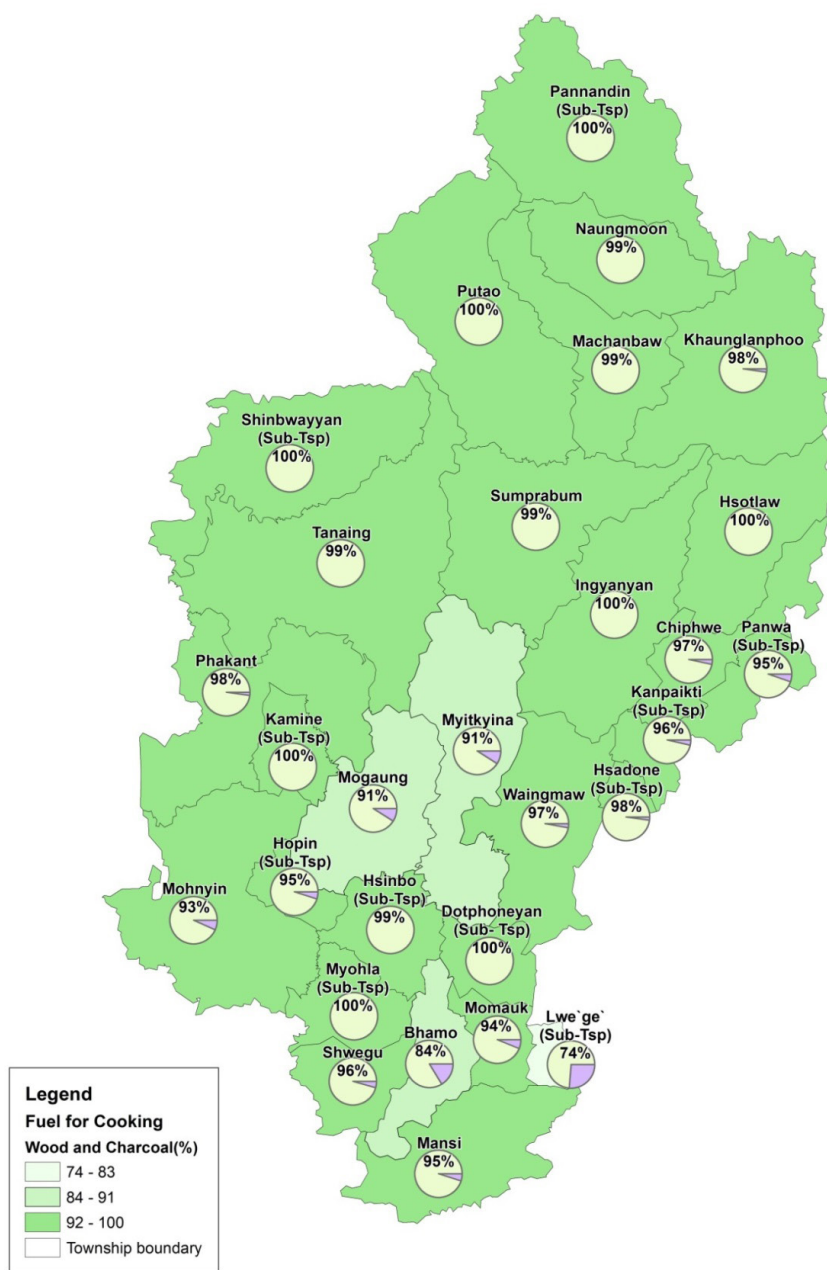 Pannandin
(Sub-Tsp)
100%
Naungmoon
99%
Putao
100%
Machanbaw
99%
Khaunglanphoo
98%
Shinbwayyan
(Sub-Tsp)
100%
Sumprabum
99%
Hsotlaw
100%
Tanaing
99%
Ingyanyan
100%
Chiphwe
97%
Panwa
(Sub-Tsp)
95%
Phakant
98%
Kanpaikti
(Sub-Tsp)
96%
Kamine
(Sub-Tsp)
100%
Myitkyina
91%
Mogaung
91%
Hsadone
(Sub-Tsp)
98%
Waingmaw
97%
Hopin
(Sub-Tsp)
95%
Mohnyin
93%
Hsinbo
(Sub-Tsp)
99%
Dotphoneyan
(Sub- Tsp)
100%
Myohla
(Sub-Tsp)
100%
Momauk
94%
Lwe`ge`
(Sub-Tsp)
74%
Bhamo
84%
Shwegu
96%
Mansi
95%
Legend
Fuel for Cooking
Wood and Charcoal(%)
74 - 83
84 - 91
92 - 100
Township boundary